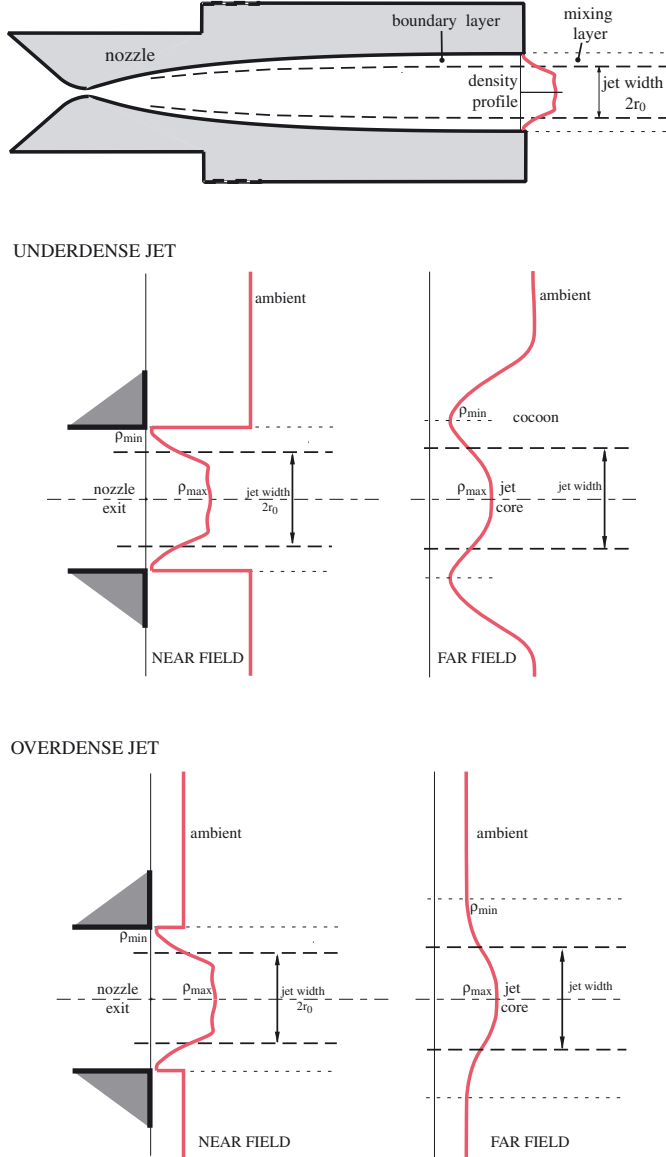 boundary layer
mixing
layer
nozzle
density
profile
jet width
2r₀
UNDERDENSE JET
ambient
ρmin
nozzle
exit
ρmax
jet width
2r₀
NEAR FIELD
ambient
ρmin
cocoon
ρmax
jet
core
jet width
FAR FIELD
OVERDENSE JET
ambient
ρmin
nozzle
exit
ρmax
jet width
2r₀
NEAR FIELD
ambient
ρmin
ρmax
jet
core
jet width
FAR FIELD